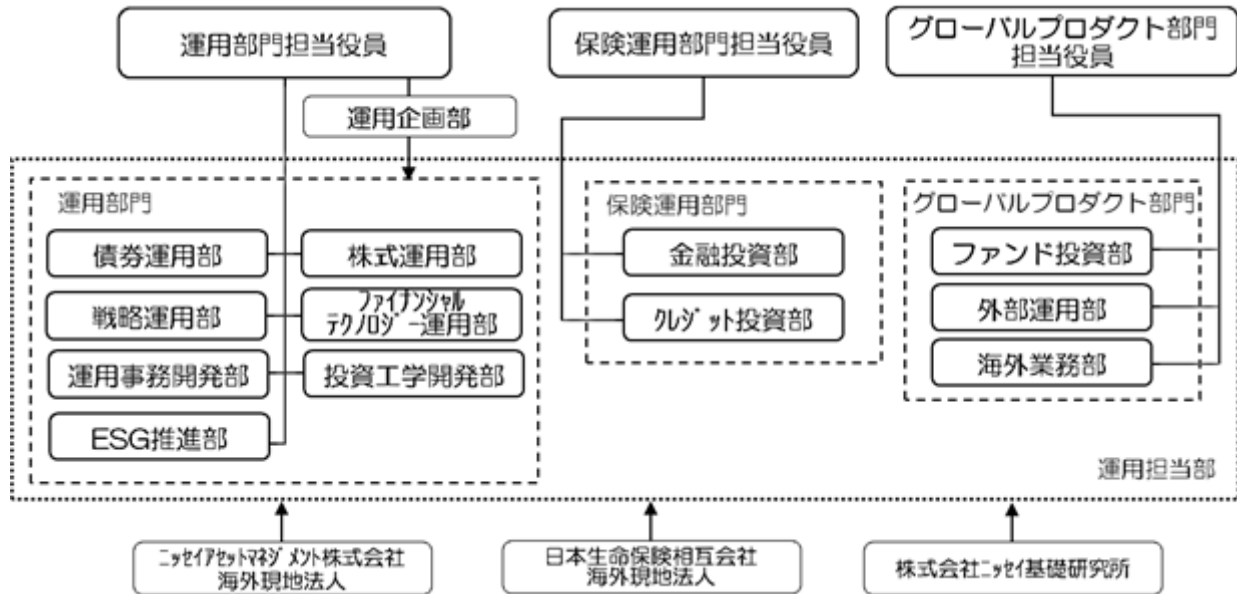 運用部門担当役員
保険運用部門担当役員
グローバルプロダクト部門
担当役員
運用企画部
運用部門
債券運用部
株式運用部
戦略運用部
ファイナンシャル
テクノロジー運用部
運用事務開発部
投資工学開発部
ESG推進部
保険運用部門
金融投資部
クレジット投資部
グローバルプロダクト部門
ファンド投資部
外部運用部
海外業務部
運用担当部
ニッセイアセットマネジメント株式会社
海外現地法人
日本生命保険相互会社
海外現地法人
株式会社ニッセイ基礎研究所